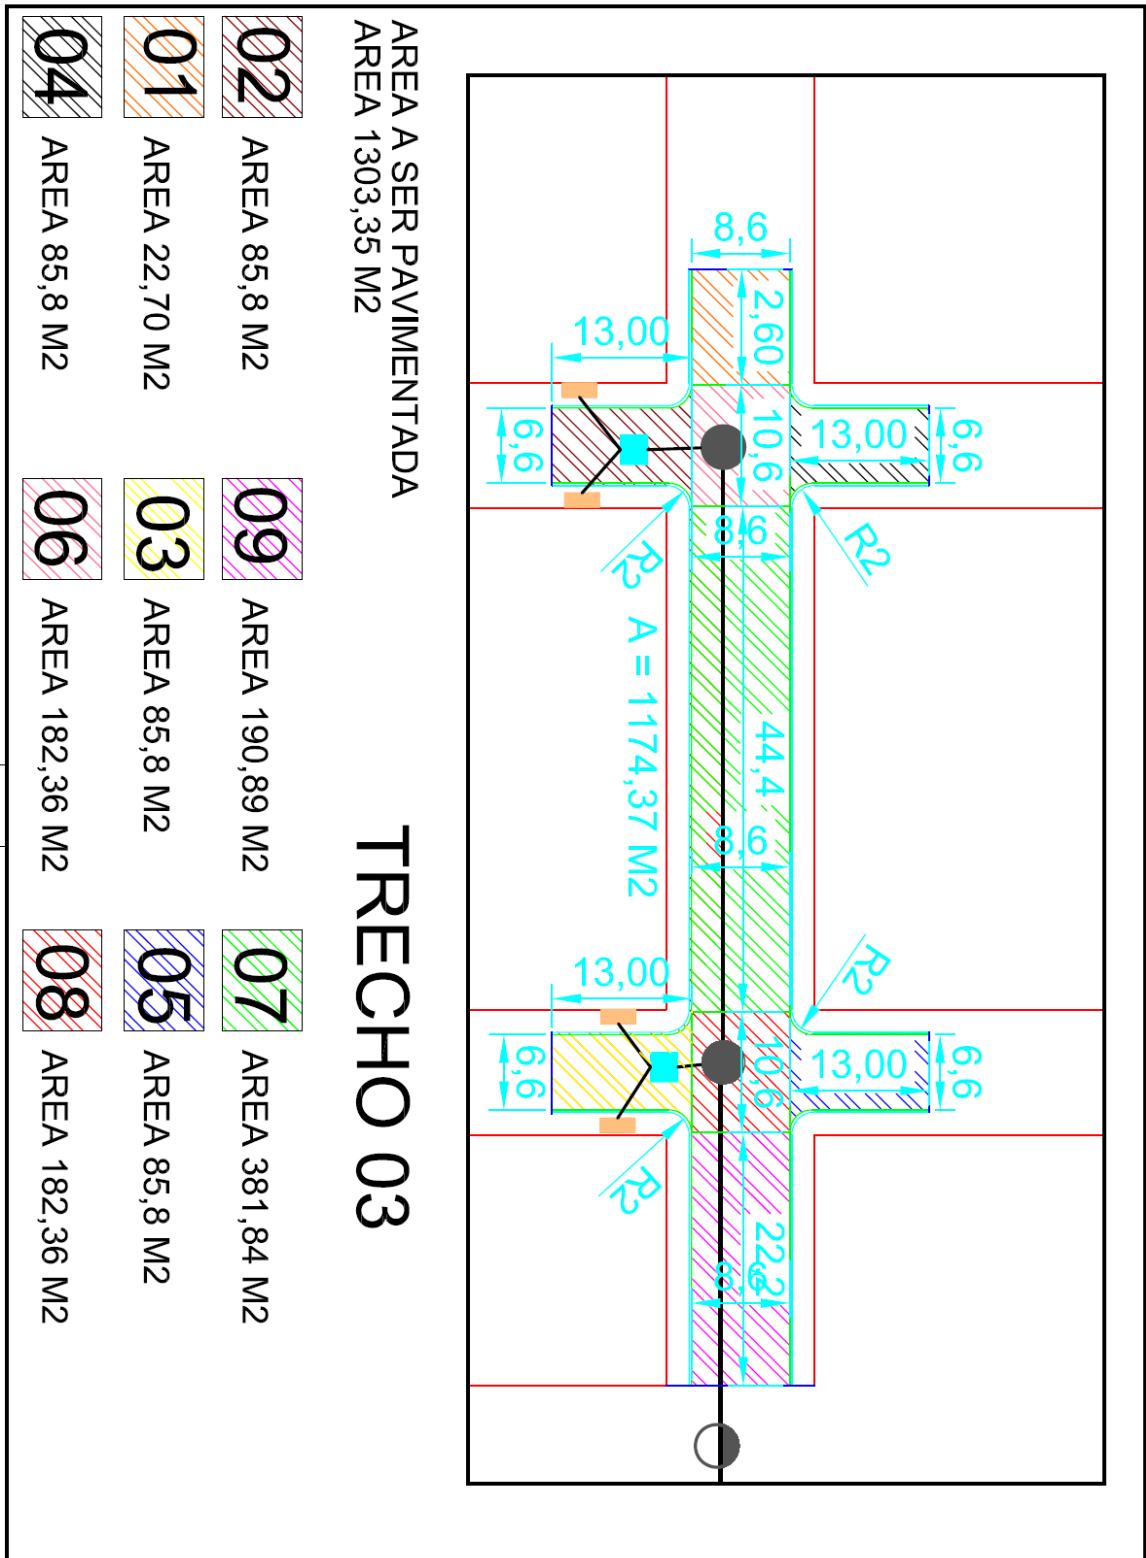 8,6
2,60
13,00
10,6
6,6
13,00
6,6
8,6
R2
R2
A = 1174,37 M2
44,4
8,6
R2
13,00
10,6
6,6
13,00
6,6
R2
22,2
8,6
AREA A SER PAVIMENTADA
AREA 1303,35 M2
TRECHO 03
02 AREA 85,8 M2
09 AREA 190,89 M2
07 AREA 381,84 M2
01 AREA 22,70 M2
03 AREA 85,8 M2
05 AREA 85,8 M2
04 AREA 85,8 M2
06 AREA 182,36 M2
08 AREA 182,36 M2